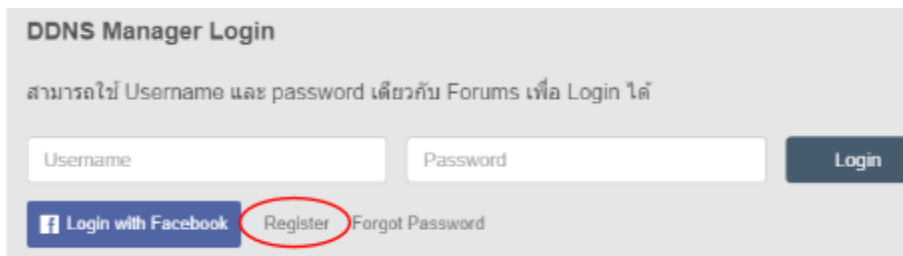 DDNS Manager Login
สามารถใช้ Username และ password เดียวกับ Forums เพื่อ Login ได้
Username Password Login
Login with Facebook Register Forgot Password